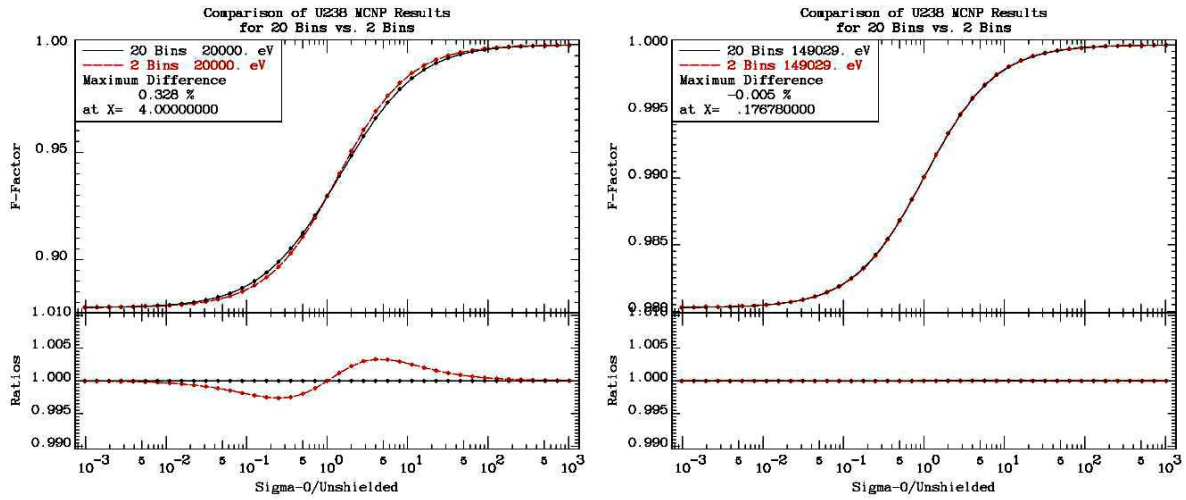 Comparison of U238 MCNP Results
for 20 Bins vs. 2 Bins
20 Bins 20000. eV
2 Bins 20000. eV
Maximum Difference
0.328 %
at X= 4.00000000
1.00
0.95
0.90
F-Factor
1.010
1.005
1.000
0.995
0.990
Ratios
10-3 5 10-2 5 10-1 5 100 5 101 5 102 5 103
Sigma-0/Unshielded
Comparison of U238 MCNP Results
for 20 Bins vs. 2 Bins
20 Bins 149029. eV
2 Bins 149029. eV
Maximum Difference
-0.005 %
at X= .176780000
1.000
0.995
0.990
0.985
0.980
F-Factor
1.010
1.005
1.000
0.995
0.990
Ratios
10-3 5 10-2 5 10-1 5 100 5 101 5 102 5 103
Sigma-0/Unshielded